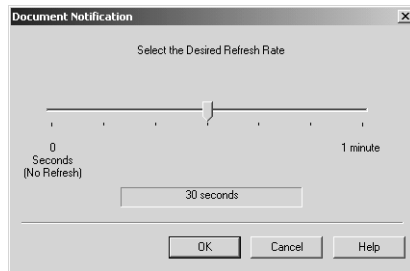 Document Notification
Select the Desired Refresh Rate
0
Seconds
(No Refresh)
1 minute
30 seconds
OK
Cancel
Help